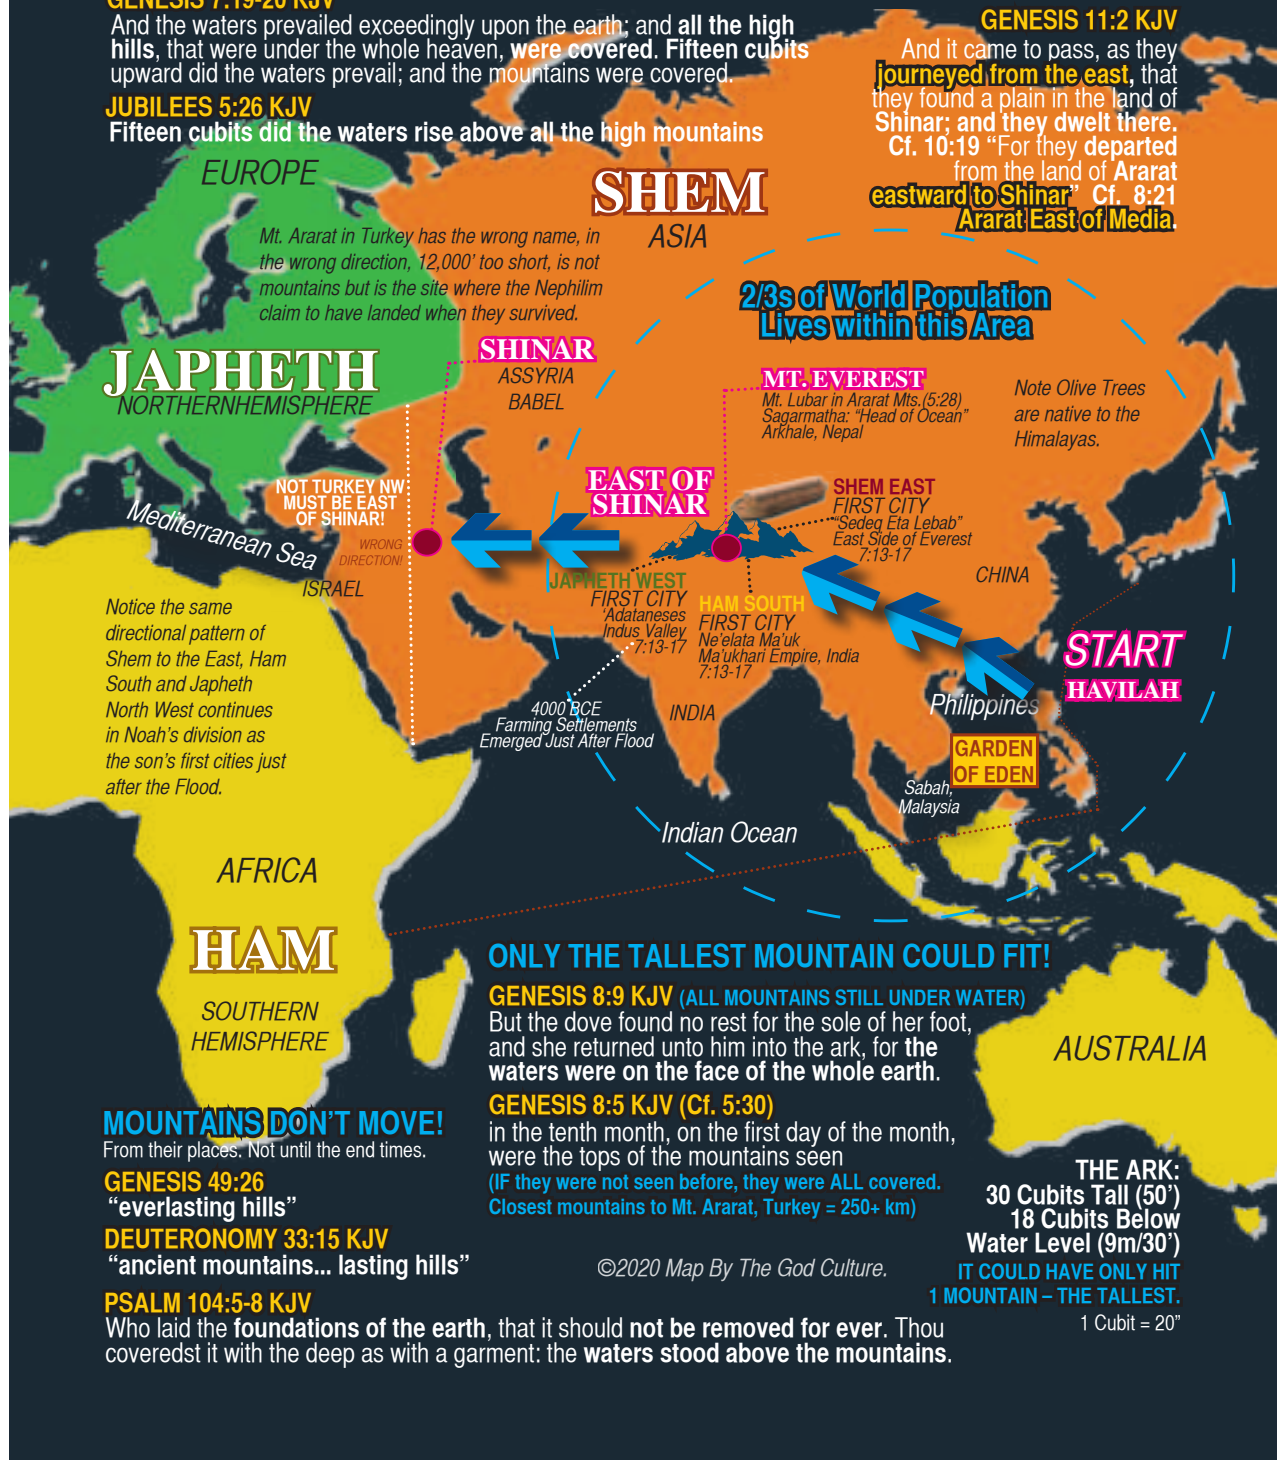 GENESIS 7:19-20 KJV
And the waters prevailed exceedingly upon the earth; and all the high
hills, that were under the whole heaven, were covered. Fifteen cubits
upward did the waters prevail; and the mountains were covered.
JUBILEES 5:26 KJV
Fifteen cubits did the waters rise above all the high mountains
GENESIS 11:2 KJV
And it came to pass, as they
journeyed from the east, that
they found a plain in the land of
Shinar; and they dwelt there.
Cf. 10:19 “For they departed
from the land of Ararat
eastward to Shinar” Cf. 8:21
Ararat East of Media.
EUROPE
SHEM
ASIA
Mt. Ararat in Turkey has the wrong name, in
the wrong direction, 12,000’ too short, is not
mountains but is the site where the Nephilim
claim to have landed when they survived.
2/3s of World Population
Lives within this Area
JAPHETH
NORTHERNHEMISPHERE
SHINAR
ASSYRIA
BABEL
MT. EVEREST
Mt. Lubar in Ararat Mts.(5:28)
Sagarmatha: “Head of Ocean”
Arkhale, Nepal
Note Olive Trees
are native to the
Himalayas.
NOT TURKEY NW
MUST BE EAST
OF SHINAR!
WRONG
DIRECTION!
Mediterranean Sea
ISRAEL
EAST OF
SHINAR
SHEM EAST
FIRST CITY
“Sedeg Eta Lebab”
East Side of Everest
7:13-17
JAPHETH WEST
FIRST CITY
‘Adataneses
Indus Valley
7:13-17
HAM SOUTH
FIRST CITY
Ne’elata Ma’uk
Ma’ukhari Empire, India
7:13-17
CHINA
START
HAVILAH
Philippines
GARDEN
OF EDEN
Sabah,
Malaysia
Notice the same
directional pattern of
Shem to the East, Ham
South and Japheth
North West continues
in Noah’s division as
the son’s first cities just
after the Flood.
4000 BCE
Farming Settlements
Emerged Just After Flood
INDIA
Indian Ocean
AFRICA
HAM
SOUTHERN
HEMISPHERE
ONLY THE TALLEST MOUNTAIN COULD FIT!
GENESIS 8:9 KJV (ALL MOUNTAINS STILL UNDER WATER)
But the dove found no rest for the sole of her foot,
and she returned unto him into the ark, for the
waters were on the face of the whole earth.
GENESIS 8:5 KJV (Cf. 5:30)
in the tenth month, on the first day of the month,
were the tops of the mountains seen
(IF they were not seen before, they were ALL covered.
Closest mountains to Mt. Ararat, Turkey = 250+ km)
AUSTRALIA
MOUNTAINS DON’T MOVE!
From their places. Not until the end times.
GENESIS 49:26
“everlasting hills”
DEUTERONOMY 33:15 KJV
“ancient mountains... lasting hills”
PSALM 104:5-8 KJV
Who laid the foundations of the earth, that it should not be removed for ever. Thou
coveredst it with the deep as with a garment: the waters stood above the mountains.
©2020 Map By The God Culture.
THE ARK:
30 Cubits Tall (50’)
18 Cubits Below
Water Level (9m/30’)
IT COULD HAVE ONLY HIT
1 MOUNTAIN – THE TALLEST.
1 Cubit = 20”